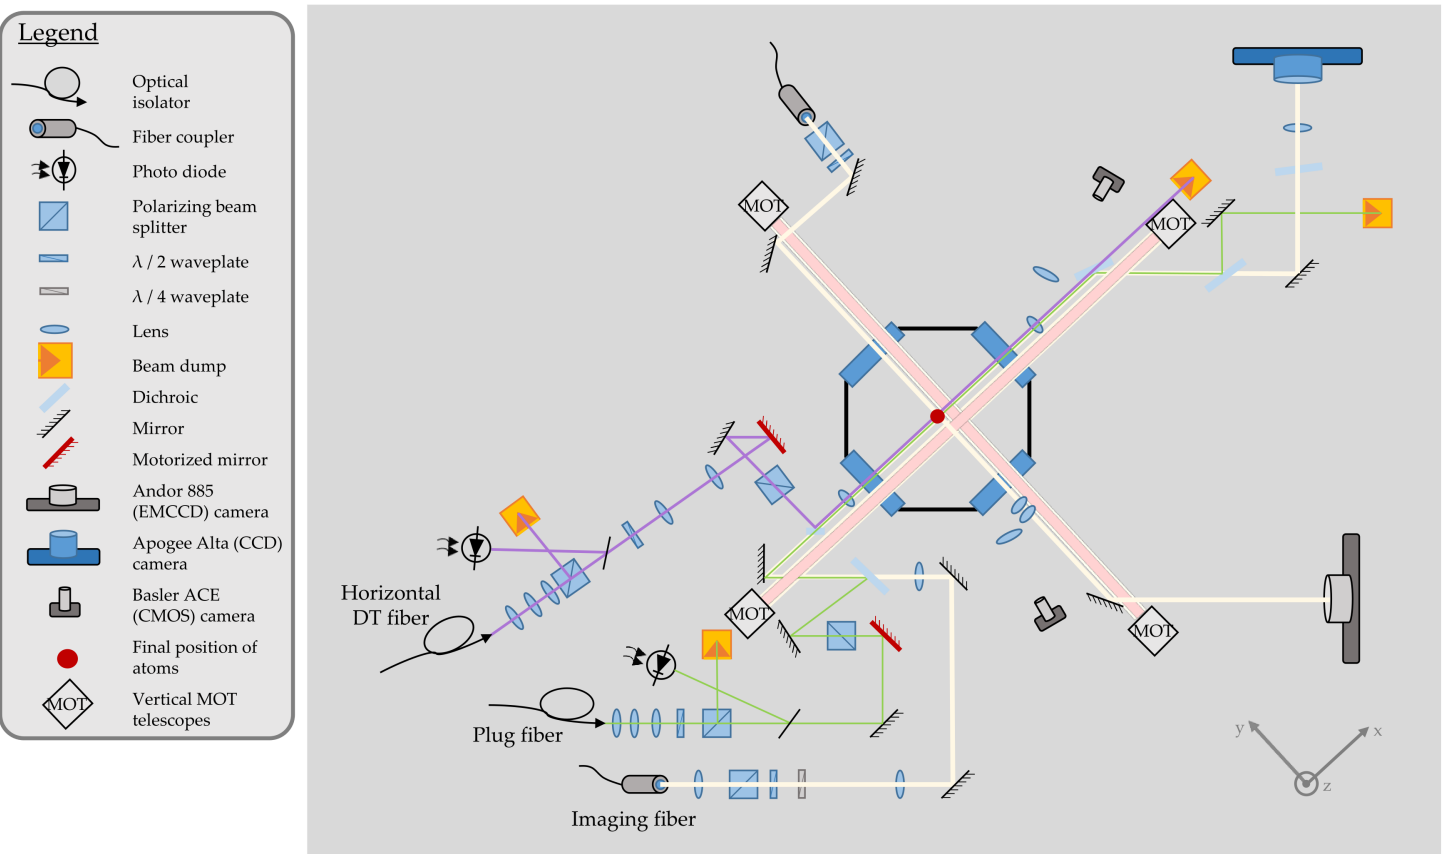 Legend
Optical
isolator
Fiber coupler
Photo diode
Polarizing beam
splitter
λ / 2 waveplate
λ / 4 waveplate
Lens
Beam dump
Dichroic
Mirror
Motorized mirror
Andor 885
(EMCCD) camera
Apogee Alta (CCD)
camera
Basler ACE
(CMOS) camera
Final position of
atoms
MOT
Vertical MOT
telescopes
MOT
MOT
Horizontal
DT fiber
MOT
MOT
Plug fiber
Imaging fiber
y
x
z